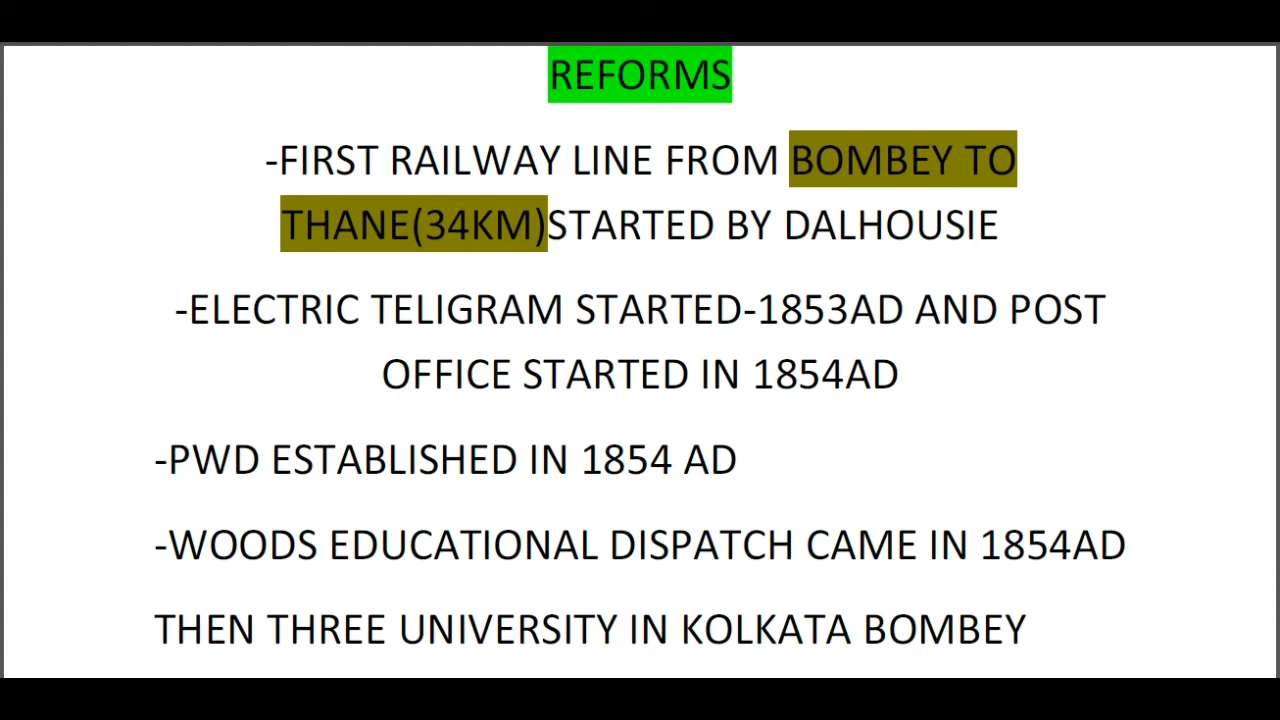 REFORMS
-FIRST RAILWAY LINE FROM BOMBEY TO
THANE(34KM)STARTED BY DALHOUSIE
-ELECTRIC TELIGRAM STARTED-1853AD AND POST
OFFICE STARTED IN 1854AD
-PWD ESTABLISHED IN 1854 AD
-WOODS EDUCATIONAL DISPATCH CAME IN 1854AD
THEN THREE UNIVERSITY IN KOLKATA BOMBEY